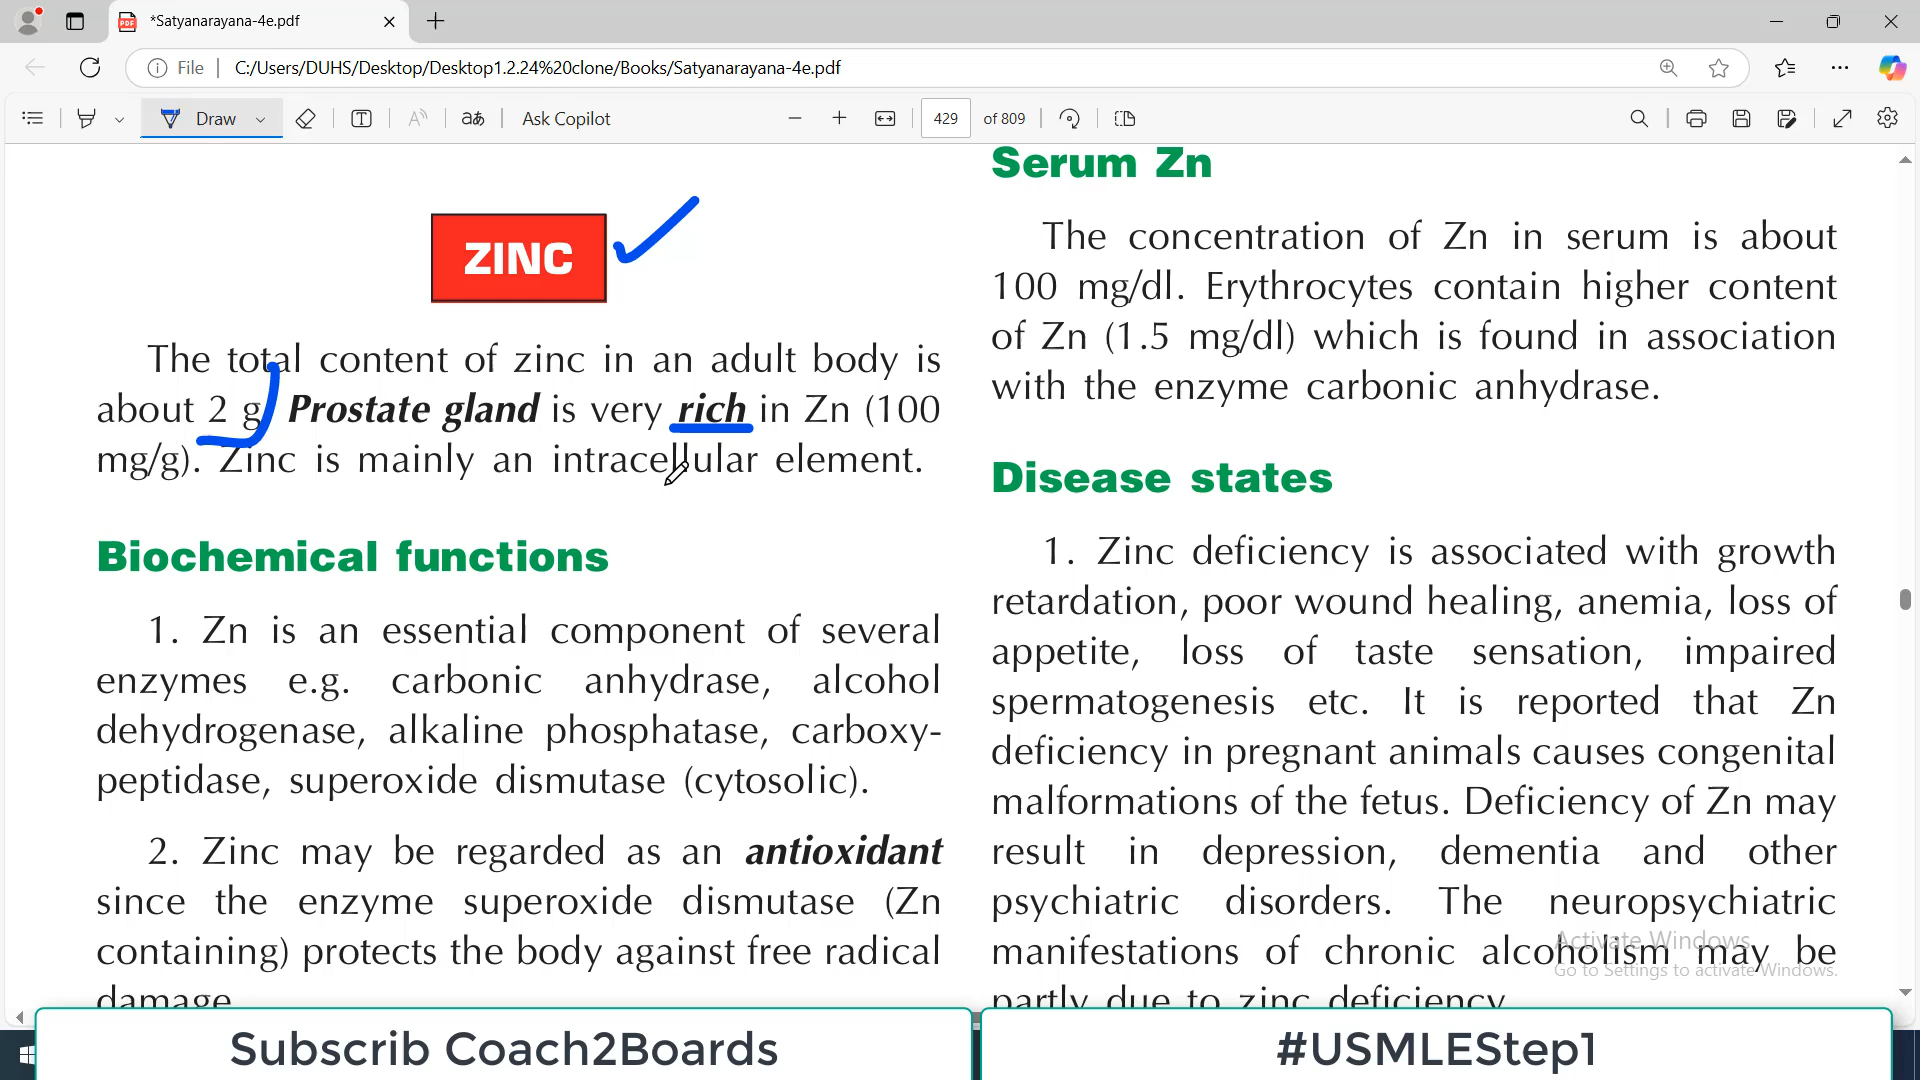 *Satyanarayana-4e.pdf
File
C:/Users/DUHS/Desktop/Desktop1.2.24%20clone/Books/Satyanarayana-4e.pdf
Draw
Ask Copilot
429 of 809
ZINC
The total content of zinc in an adult body is
about 2 g. Prostate gland is very rich in Zn (100
mg/g). Zinc is mainly an intracellular element.
Biochemical functions
1. Zn is an essential component of several
enzymes e.g. carbonic anhydrase, alcohol
dehydrogenase, alkaline phosphatase, carboxy-
peptidase, superoxide dismutase (cytosolic).
2. Zinc may be regarded as an antioxidant
since the enzyme superoxide dismutase (Zn
containing) protects the body against free radical
damage.
Serum Zn
The concentration of Zn in serum is about
100 mg/dl. Erythrocytes contain higher content
of Zn (1.5 mg/dl) which is found in association
with the enzyme carbonic anhydrase.
Disease states
1. Zinc deficiency is associated with growth
retardation, poor wound healing, anemia, loss of
appetite, loss of taste sensation, impaired
spermatogenesis etc. It is reported that Zn
deficiency in pregnant animals causes congenital
malformations of the fetus. Deficiency of Zn may
result in depression, dementia and other
psychiatric disorders. The neuropsychiatric
manifestations of chronic alcoholism may be
partly due to zinc deficiency.
Activate Windows
Go to Settings to activate Windows.
Subscrib Coach2Boards
#USMLEStep1